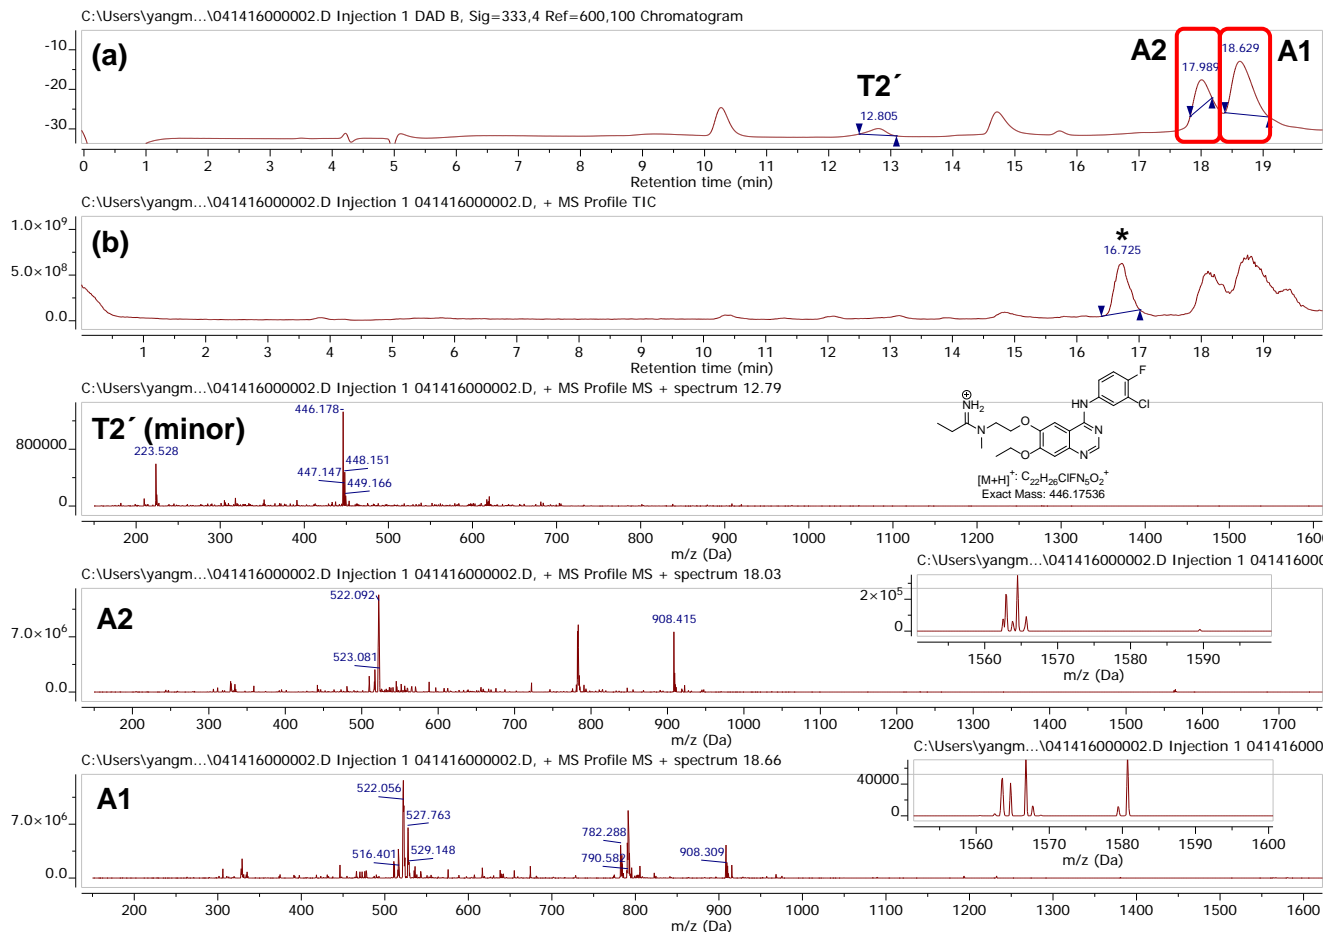 C:\Users\yangm...\041416000002.D Injection 1 DAD B, Sig=333,4 Ref=600,100 Chromatogram
(a)
-10
-20
-30
T2´
12.805
A2
17.989
18.629
A1
0 1 2 3 4 5 6 7 8 9 10 11 12 13 14 15 16 17 18 19
Retention time (min)
C:\Users\yangm...\041416000002.D Injection 1 041416000002.D, + MS Profile TIC
(b)
1.0×10⁹
5.0×10⁸
0.0
*
16.725
1 2 3 4 5 6 7 8 9 10 11 12 13 14 15 16 17 18 19
Retention time (min)
C:\Users\yangm...\041416000002.D Injection 1 041416000002.D, + MS Profile MS + spectrum 12.79
T2´ (minor)
800000
0
223.528
446.178
447.147
448.151
449.166
⊕
NH₂
N
O
O
HN
F
Cl
N
N
[M+H]⁺: C₂₂H₂₆ClFN₅O₂⁺
Exact Mass: 446.17536
200 300 400 500 600 700 800 900 1000 1100 1200 1300 1400 1500 1600
m/z (Da)
C:\Users\yangm...\041416000002.D Injection 1 041416000002.D, + MS Profile MS + spectrum 18.03
A2
7.0×10⁶
0.0
522.092
523.081
908.415
C:\Users\yangm...\041416000002.D Injection 1 0414160000
2×10⁵
0
1560 1570 1580 1590
m/z (Da)
200 300 400 500 600 700 800 900 1000 1100 1200 1300 1400 1500 1600 1700
m/z (Da)
C:\Users\yangm...\041416000002.D Injection 1 041416000002.D, + MS Profile MS + spectrum 18.66
A1
7.0×10⁶
0.0
522.056
527.763
516.401
529.148
782.288
790.582
908.309
C:\Users\yangm...\041416000002.D Injection 1 041416000
40000
0
1560 1570 1580 1590 1600
m/z (Da)
200 300 400 500 600 700 800 900 1000 1100 1200 1300 1400 1500 1600
m/z (Da)